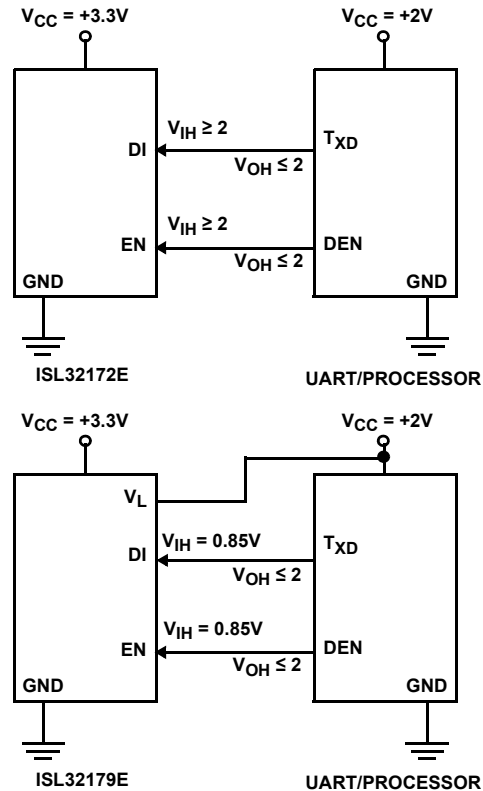 VCC = +3.3V
VCC = +2V
VIH ≥ 2
DI
TXD
VOH ≤ 2
VIH ≥ 2
EN
DEN
VOH ≤ 2
GND
GND
ISL32172E
UART/PROCESSOR
VCC = +3.3V
VCC = +2V
VL
VIH = 0.85V
DI
TXD
VOH ≤ 2
VIH = 0.85V
EN
DEN
VOH ≤ 2
GND
GND
ISL32179E
UART/PROCESSOR